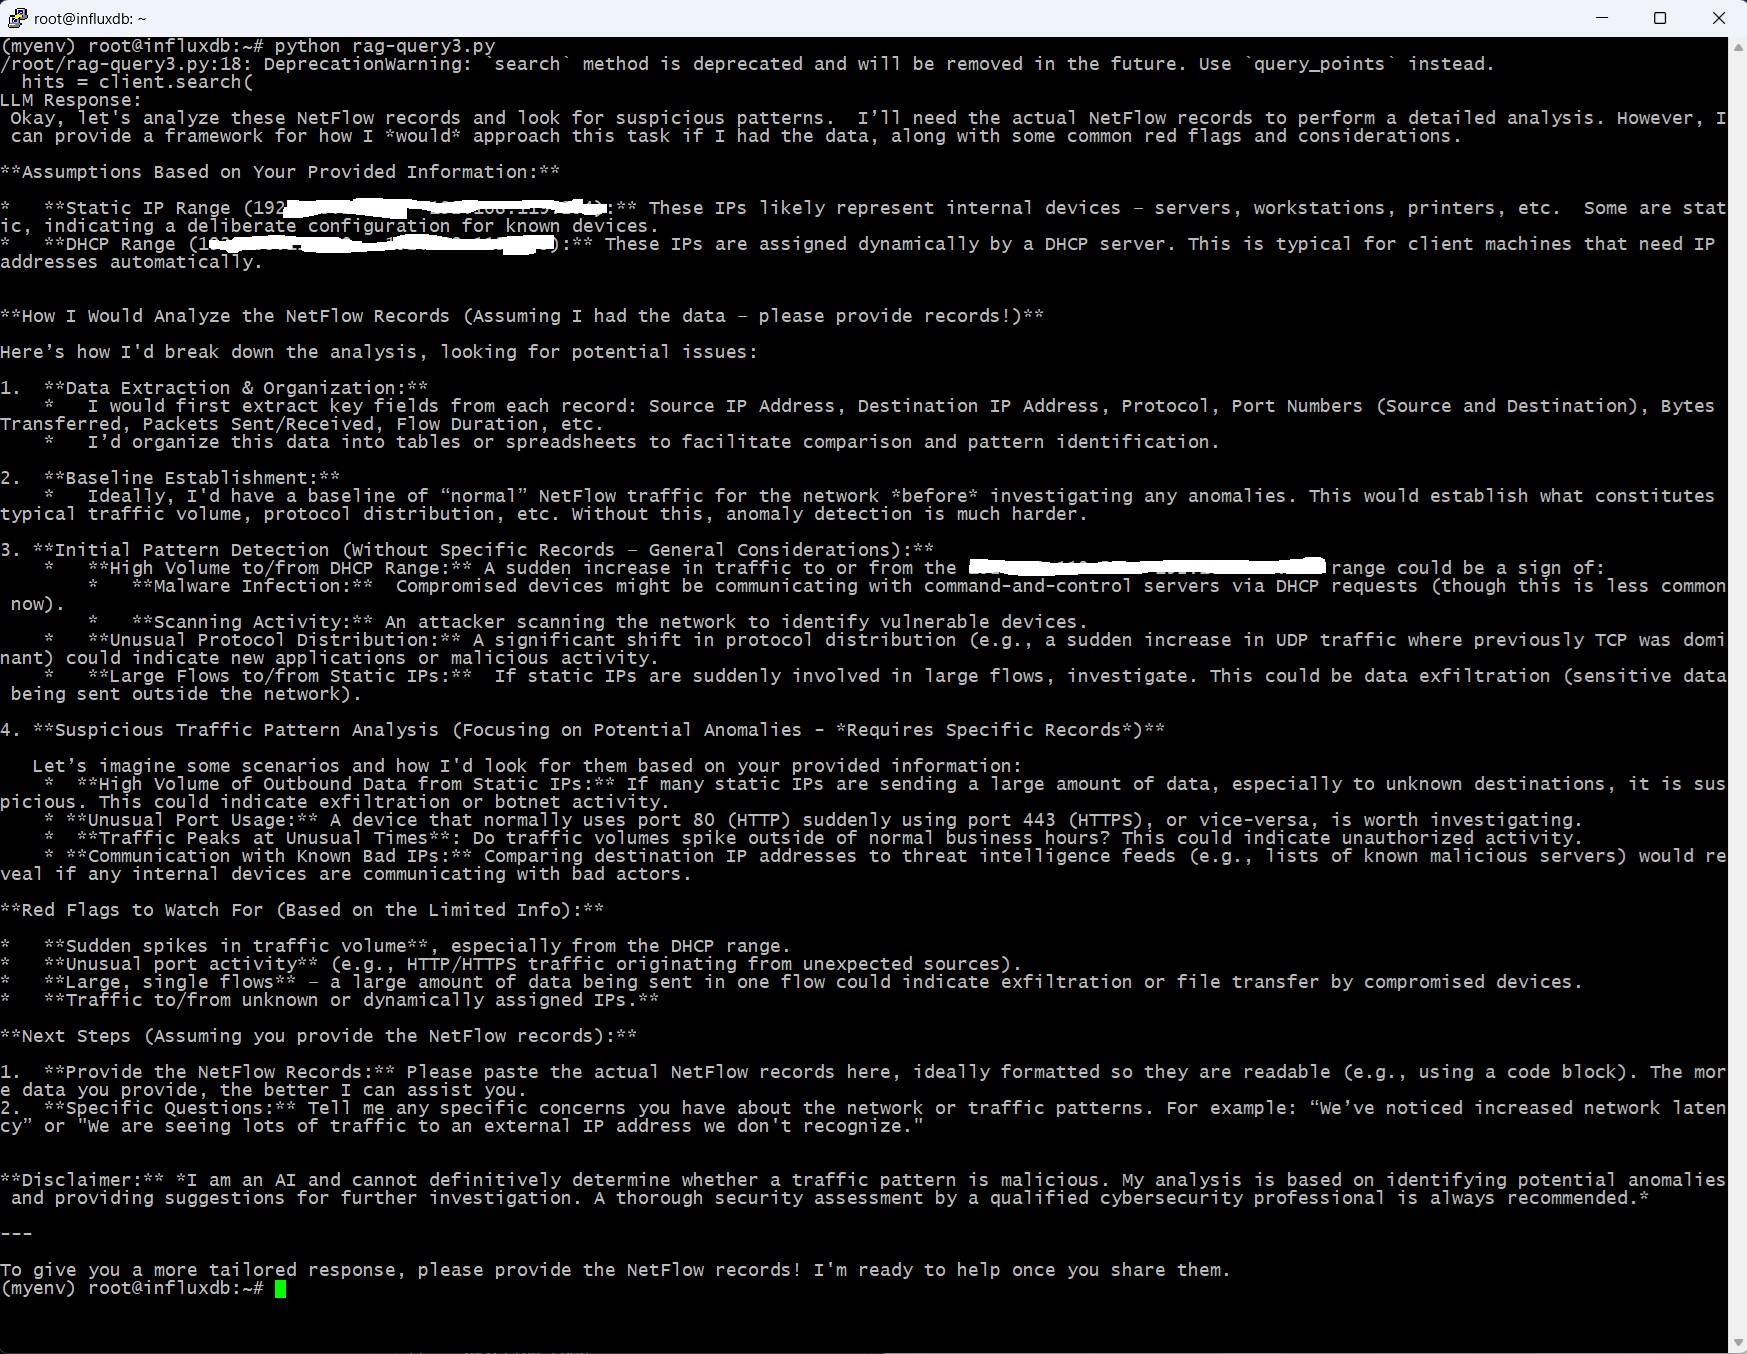 root@influxdb: ~
(myenv) root@influxdb:~# python rag-query3.py
/root/rag-query3.py:18: DeprecationWarning: `search` method is deprecated and will be removed in the future. Use `query_points` instead.
  hits = client.search(
LLM Response:
 Okay, let's analyze these NetFlow records and look for suspicious patterns.  I’ll need the actual NetFlow records to perform a detailed analysis. However, I
 can provide a framework for how I *would* approach this task if I had the data, along with some common red flags and considerations.
**Assumptions Based on Your Provided Information:**
*   **Static IP Range (192 ):** These IPs likely represent internal devices – servers, workstations, printers, etc.  Some are stat
ic, indicating a deliberate configuration for known devices.
*   **DHCP Range ( ):** These IPs are assigned dynamically by a DHCP server. This is typical for client machines that need IP
addresses automatically.
**How I Would Analyze the NetFlow Records (Assuming I had the data – please provide records!)**
Here’s how I'd break down the analysis, looking for potential issues:
1.  **Data Extraction & Organization:**
    *   I would first extract key fields from each record: Source IP Address, Destination IP Address, Protocol, Port Numbers (Source and Destination), Bytes
Transferred, Packets Sent/Received, Flow Duration, etc.
    *   I’d organize this data into tables or spreadsheets to facilitate comparison and pattern identification.
2.  **Baseline Establishment:**
    *   Ideally, I'd have a baseline of “normal” NetFlow traffic for the network *before* investigating any anomalies. This would establish what constitutes
typical traffic volume, protocol distribution, etc. Without this, anomaly detection is much harder.
3. **Initial Pattern Detection (Without Specific Records – General Considerations):**
    *   **High Volume to/from DHCP Range:** A sudden increase in traffic to or from the range could be a sign of:
        *   **Malware Infection:**  Compromised devices might be communicating with command-and-control servers via DHCP requests (though this is less common
 now).
        *   **Scanning Activity:** An attacker scanning the network to identify vulnerable devices.
    *   **Unusual Protocol Distribution:** A significant shift in protocol distribution (e.g., a sudden increase in UDP traffic where previously TCP was domi
nant) could indicate new applications or malicious activity.
    *   **Large Flows to/from Static IPs:**  If static IPs are suddenly involved in large flows, investigate. This could be data exfiltration (sensitive data
 being sent outside the network).
4. **Suspicious Traffic Pattern Analysis (Focusing on Potential Anomalies - *Requires Specific Records*)**
   Let’s imagine some scenarios and how I'd look for them based on your provided information:
    *  **High Volume of Outbound Data from Static IPs:** If many static IPs are sending a large amount of data, especially to unknown destinations, it is sus
picious. This could indicate exfiltration or botnet activity.
    * **Unusual Port Usage:** A device that normally uses port 80 (HTTP) suddenly using port 443 (HTTPS), or vice-versa, is worth investigating.
    *  **Traffic Peaks at Unusual Times**: Do traffic volumes spike outside of normal business hours? This could indicate unauthorized activity.
    * **Communication with Known Bad IPs:** Comparing destination IP addresses to threat intelligence feeds (e.g., lists of known malicious servers) would re
veal if any internal devices are communicating with bad actors.
**Red Flags to Watch For (Based on the Limited Info):**
*   **Sudden spikes in traffic volume**, especially from the DHCP range.
*   **Unusual port activity** (e.g., HTTP/HTTPS traffic originating from unexpected sources).
*   **Large, single flows** – a large amount of data being sent in one flow could indicate exfiltration or file transfer by compromised devices.
*   **Traffic to/from unknown or dynamically assigned IPs.**
**Next Steps (Assuming you provide the NetFlow records):**
1.  **Provide the NetFlow Records:** Please paste the actual NetFlow records here, ideally formatted so they are readable (e.g., using a code block). The mor
e data you provide, the better I can assist you.
2.  **Specific Questions:** Tell me any specific concerns you have about the network or traffic patterns. For example: “We’ve noticed increased network laten
cy” or "We are seeing lots of traffic to an external IP address we don't recognize."
**Disclaimer:** *I am an AI and cannot definitively determine whether a traffic pattern is malicious. My analysis is based on identifying potential anomalies
 and providing suggestions for further investigation. A thorough security assessment by a qualified cybersecurity professional is always recommended.*
---
To give you a more tailored response, please provide the NetFlow records! I'm ready to help once you share them.
(myenv) root@influxdb:~#